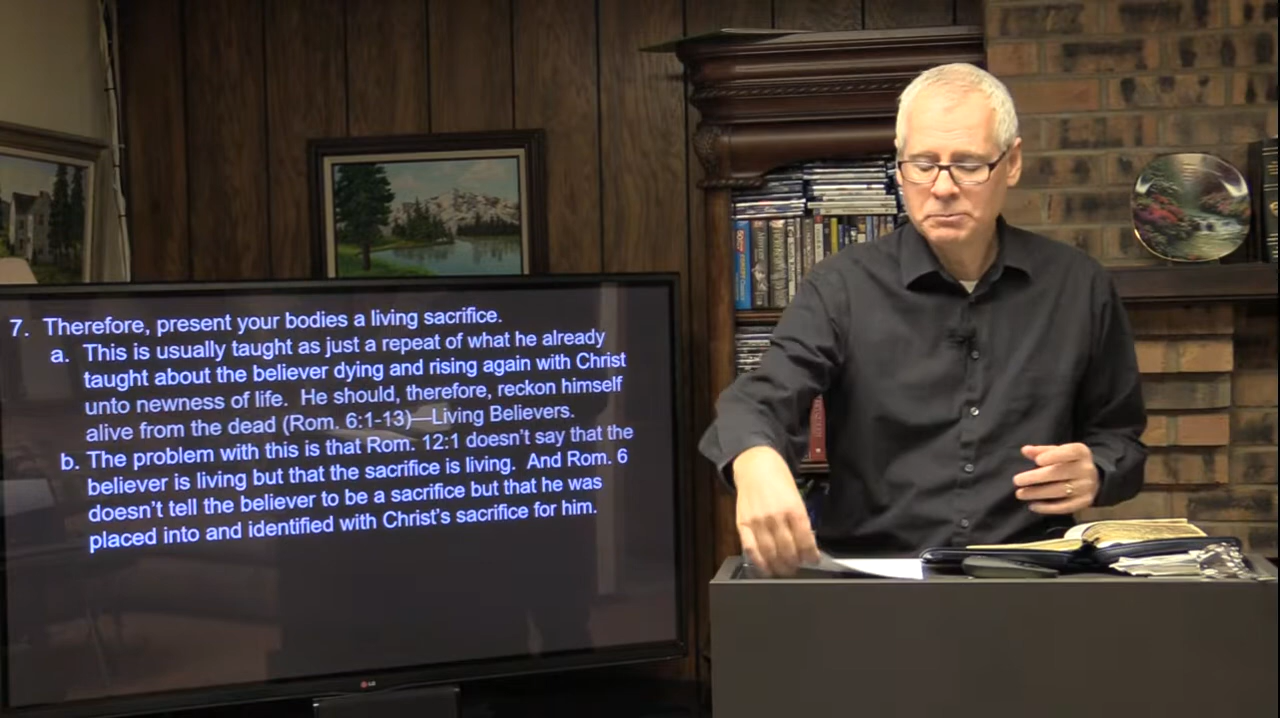 7. Therefore, present your bodies a living sacrifice.
a. This is usually taught as just a repeat of what he already
taught about the believer dying and rising again with Christ
unto newness of life. He should, therefore, reckon himself
alive from the dead (Rom. 6:1-13)—Living Believers.
b. The problem with this is that Rom. 12:1 doesn't say that the
believer is living but that the sacrifice is living. And Rom. 6
doesn't tell the believer to be a sacrifice but that he was
placed into and identified with Christ's sacrifice for him.
LG